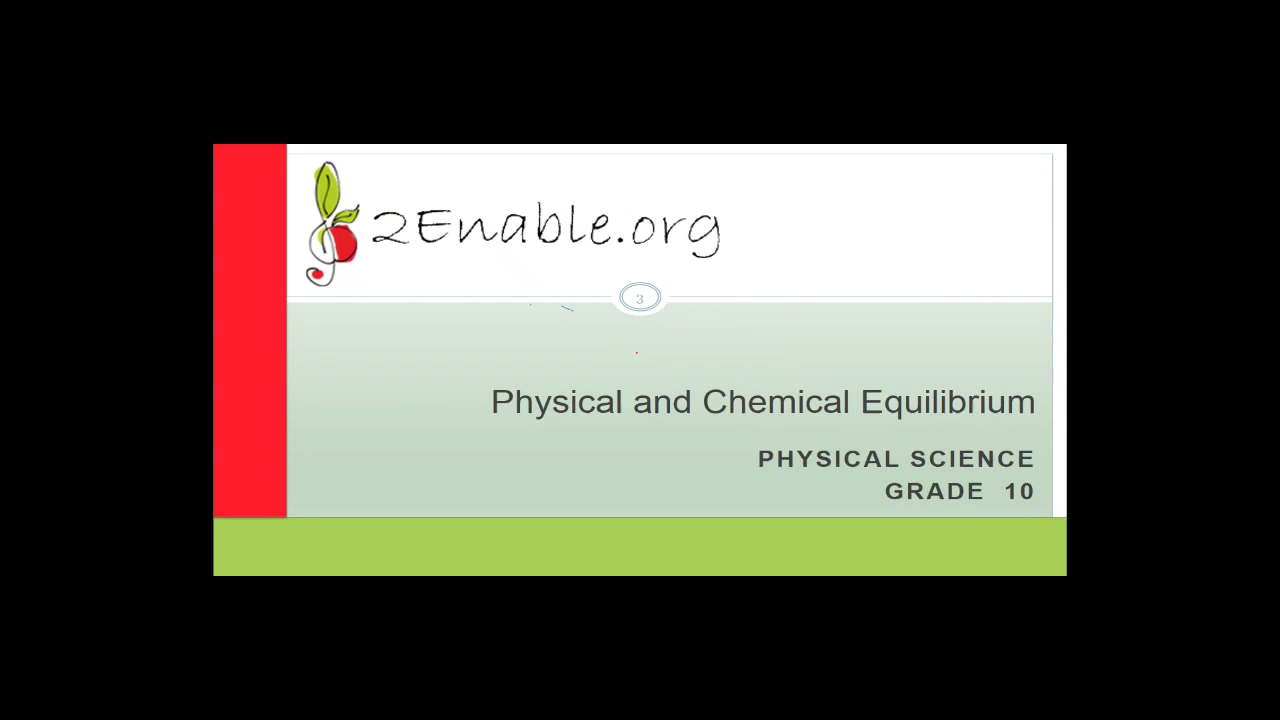 2Enable.org
3
Physical and Chemical Equilibrium
PHYSICAL SCIENCE
GRADE 10